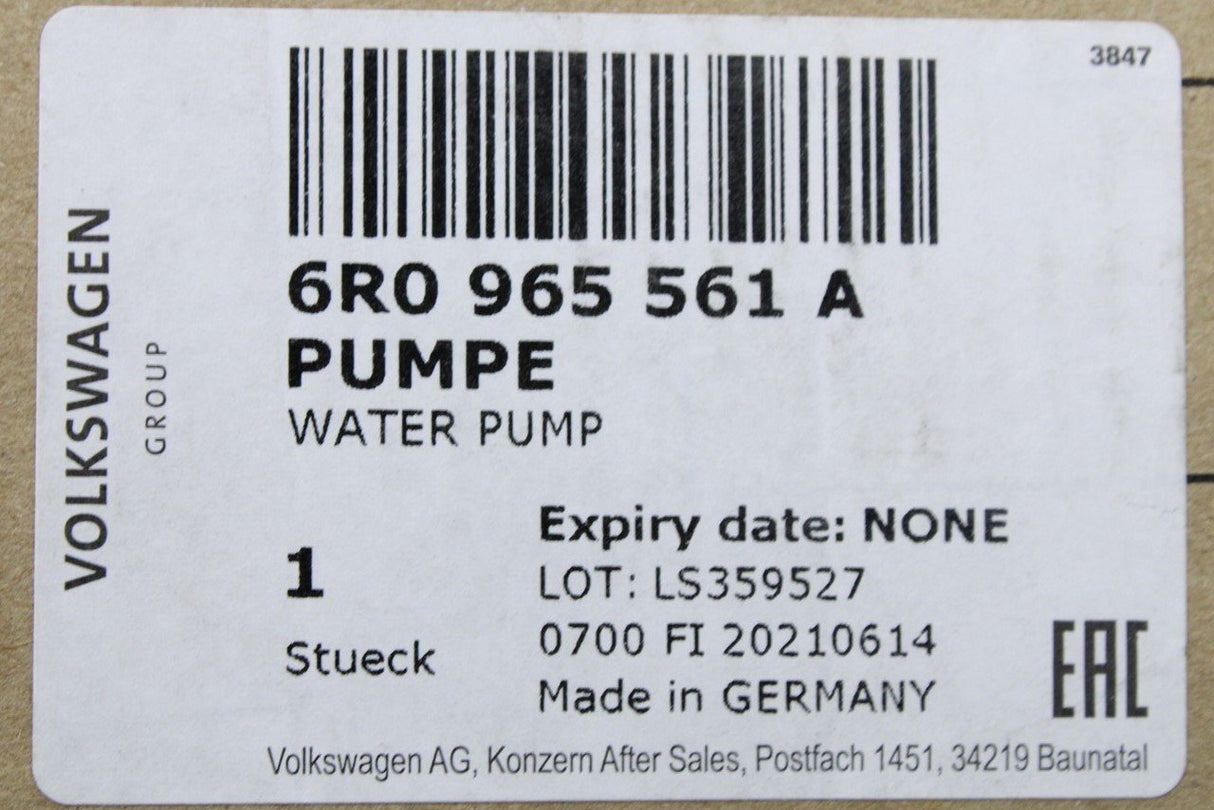 3847
VOLKSWAGEN
GROUP
6R0 965 561 A
PUMPE
WATER PUMP
1
Stueck
Expiry date: NONE
LOT: LS359527
0700 FI 20210614
Made in GERMANY
EAC
Volkswagen AG, Konzern After Sales, Postfach 1451, 34219 Baunatal